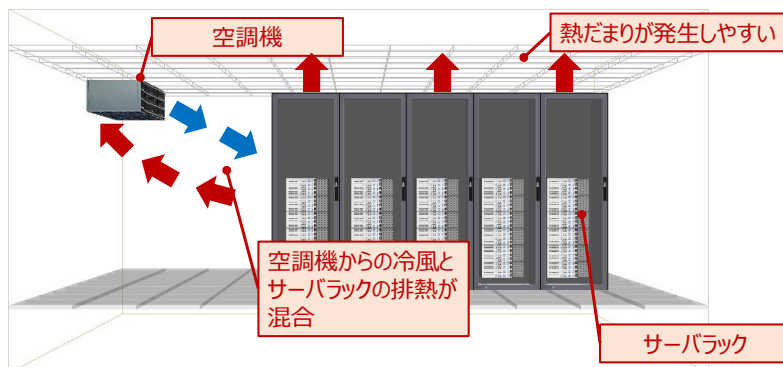 空調機
熱だまりが発生しやすい
空調機からの冷風と
サーバラックの排熱が
混合
サーバラック